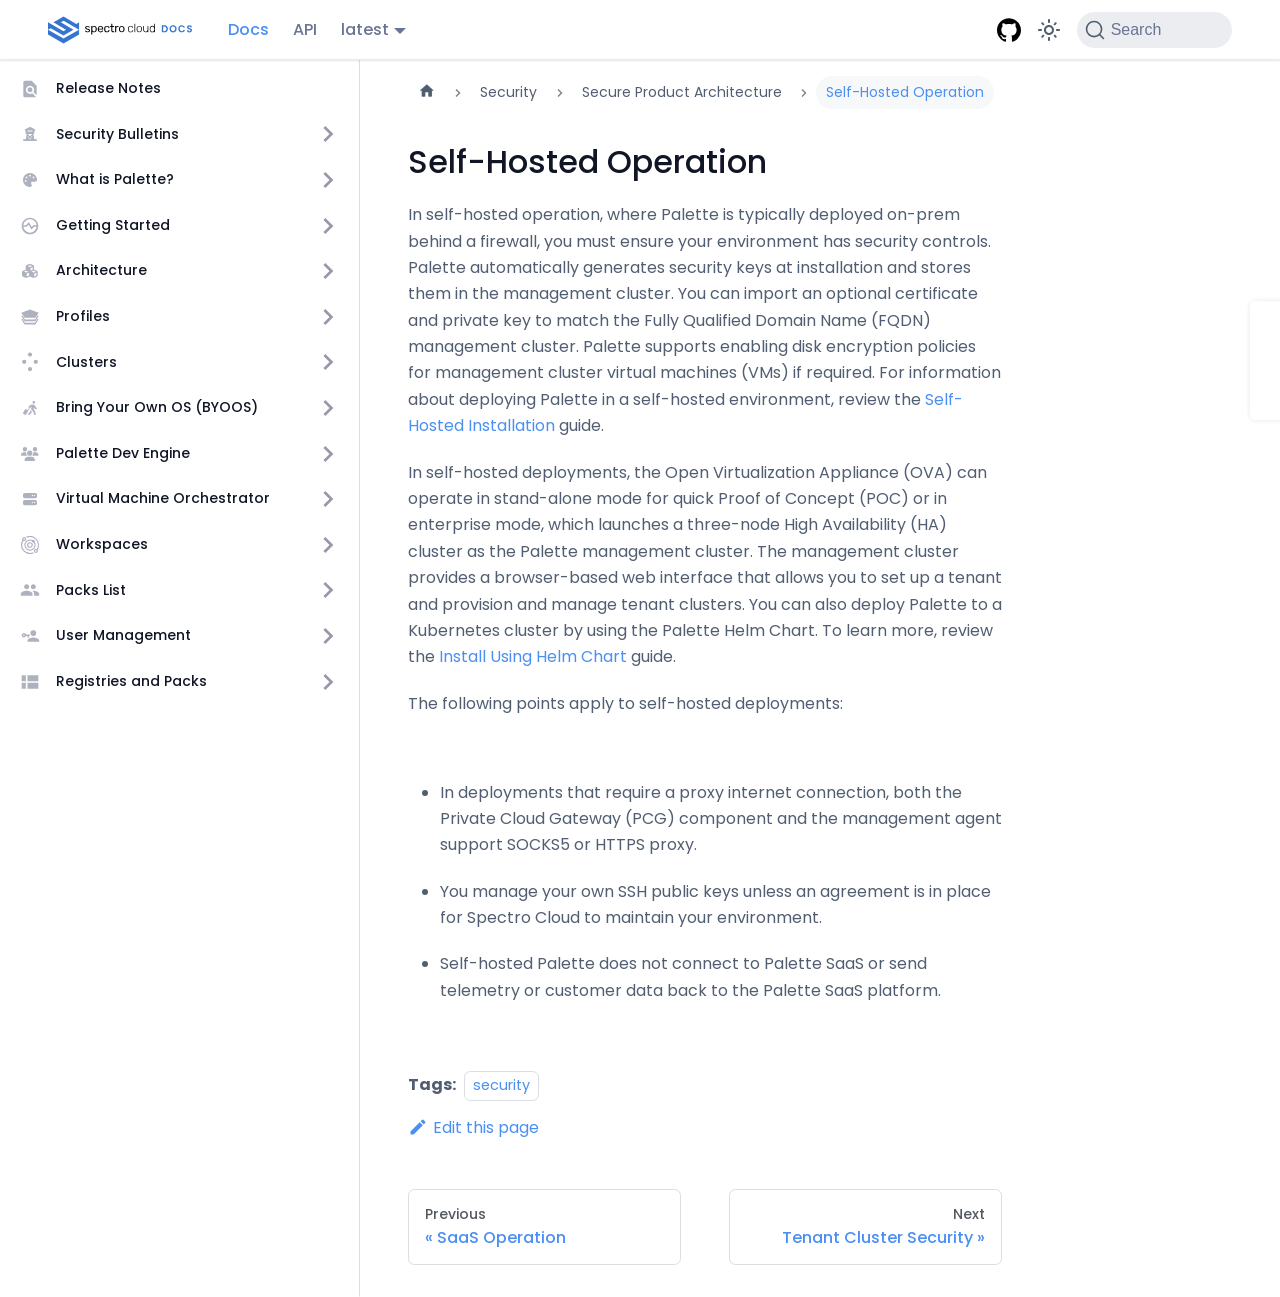 spectro cloud DOCS
Docs
API
latest
Search
Release Notes
Security Bulletins
What is Palette?
Getting Started
Architecture
Profiles
Clusters
Bring Your Own OS (BYOOS)
Palette Dev Engine
Virtual Machine Orchestrator
Workspaces
Packs List
User Management
Registries and Packs
Security
Secure Product Architecture
Self-Hosted Operation
Self-Hosted Operation
In self-hosted operation, where Palette is typically deployed on-prem
behind a firewall, you must ensure your environment has security controls.
Palette automatically generates security keys at installation and stores
them in the management cluster. You can import an optional certificate
and private key to match the Fully Qualified Domain Name (FQDN)
management cluster. Palette supports enabling disk encryption policies
for management cluster virtual machines (VMs) if required. For information
about deploying Palette in a self-hosted environment, review the Self-
Hosted Installation guide.
In self-hosted deployments, the Open Virtualization Appliance (OVA) can
operate in stand-alone mode for quick Proof of Concept (POC) or in
enterprise mode, which launches a three-node High Availability (HA)
cluster as the Palette management cluster. The management cluster
provides a browser-based web interface that allows you to set up a tenant
and provision and manage tenant clusters. You can also deploy Palette to a
Kubernetes cluster by using the Palette Helm Chart. To learn more, review
the Install Using Helm Chart guide.
The following points apply to self-hosted deployments:
• In deployments that require a proxy internet connection, both the
Private Cloud Gateway (PCG) component and the management agent
support SOCKS5 or HTTPS proxy.
• You manage your own SSH public keys unless an agreement is in place
for Spectro Cloud to maintain your environment.
• Self-hosted Palette does not connect to Palette SaaS or send
telemetry or customer data back to the Palette SaaS platform.
Tags: security
Edit this page
Previous
« SaaS Operation
Next
Tenant Cluster Security »